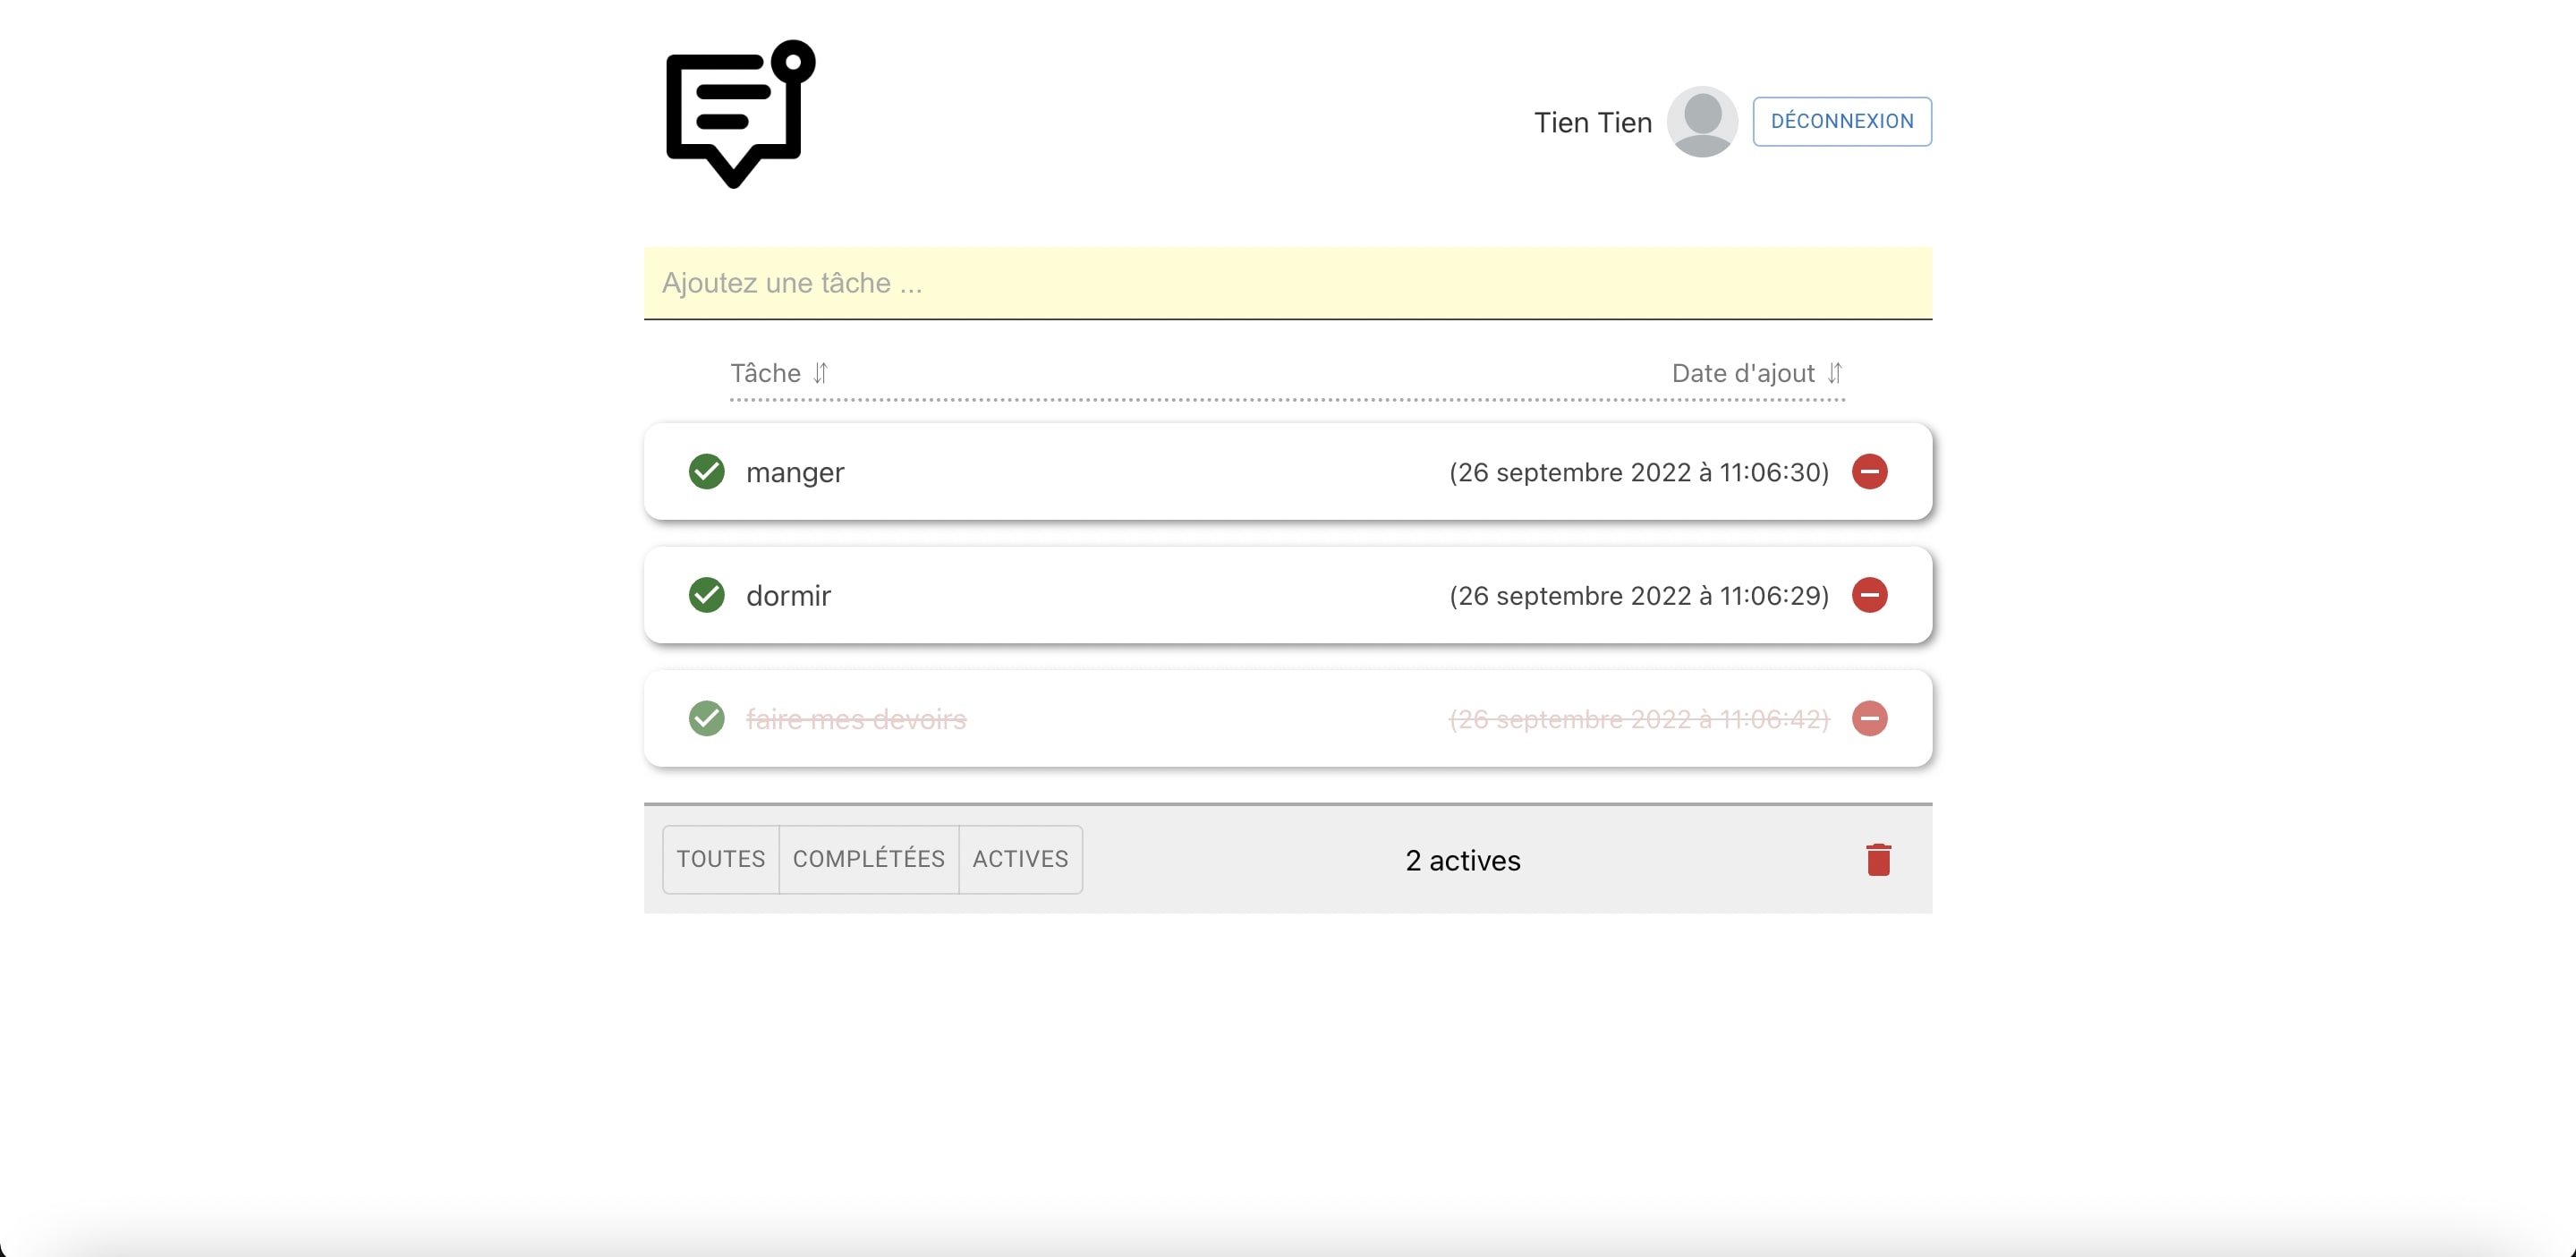 Tien Tien DÉCONNEXION
Ajoutez une tâche ...
Tâche Date d'ajout
manger (26 septembre 2022 à 11:06:30)
dormir (26 septembre 2022 à 11:06:29)
faire mes devoirs (26 septembre 2022 à 11:06:42)
TOUTES COMPLÉTÉES ACTIVES 2 actives